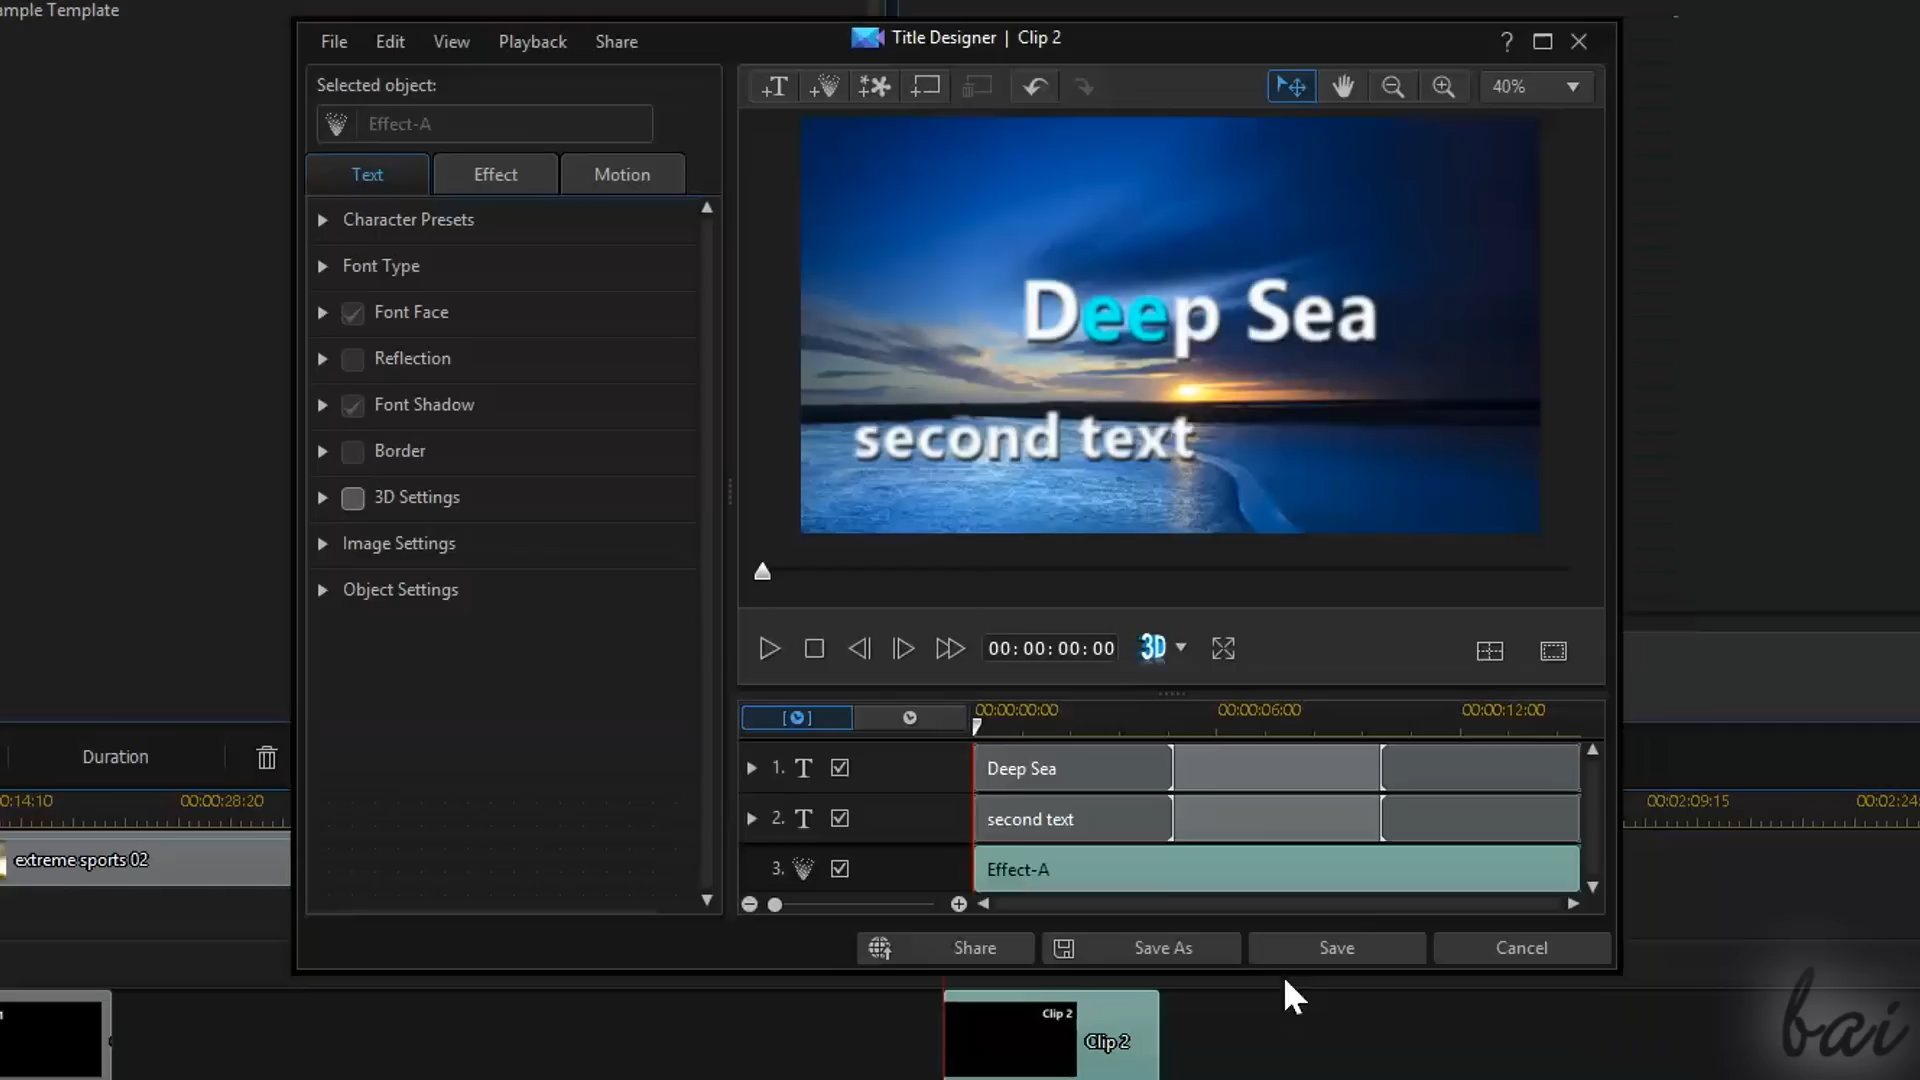 mple Template
File Edit View Playback Share
Title Designer | Clip 2
?
Selected object:
Effect-A
Text Effect Motion
Character Presets
Font Type
Font Face
Reflection
Font Shadow
Border
3D Settings
Image Settings
Object Settings
40%
Deep Sea
second text
00:00:00:00 3D
00:00:00:00 00:00:06:00 00:00:12:00
1. T Deep Sea
2. T second text
3. Effect-A
Share Save As Save Cancel
Duration
0:14:10 00:00:28:20
00:02:09:15 00:02:24:
extreme sports 02
Clip 2
Clip 2
bai